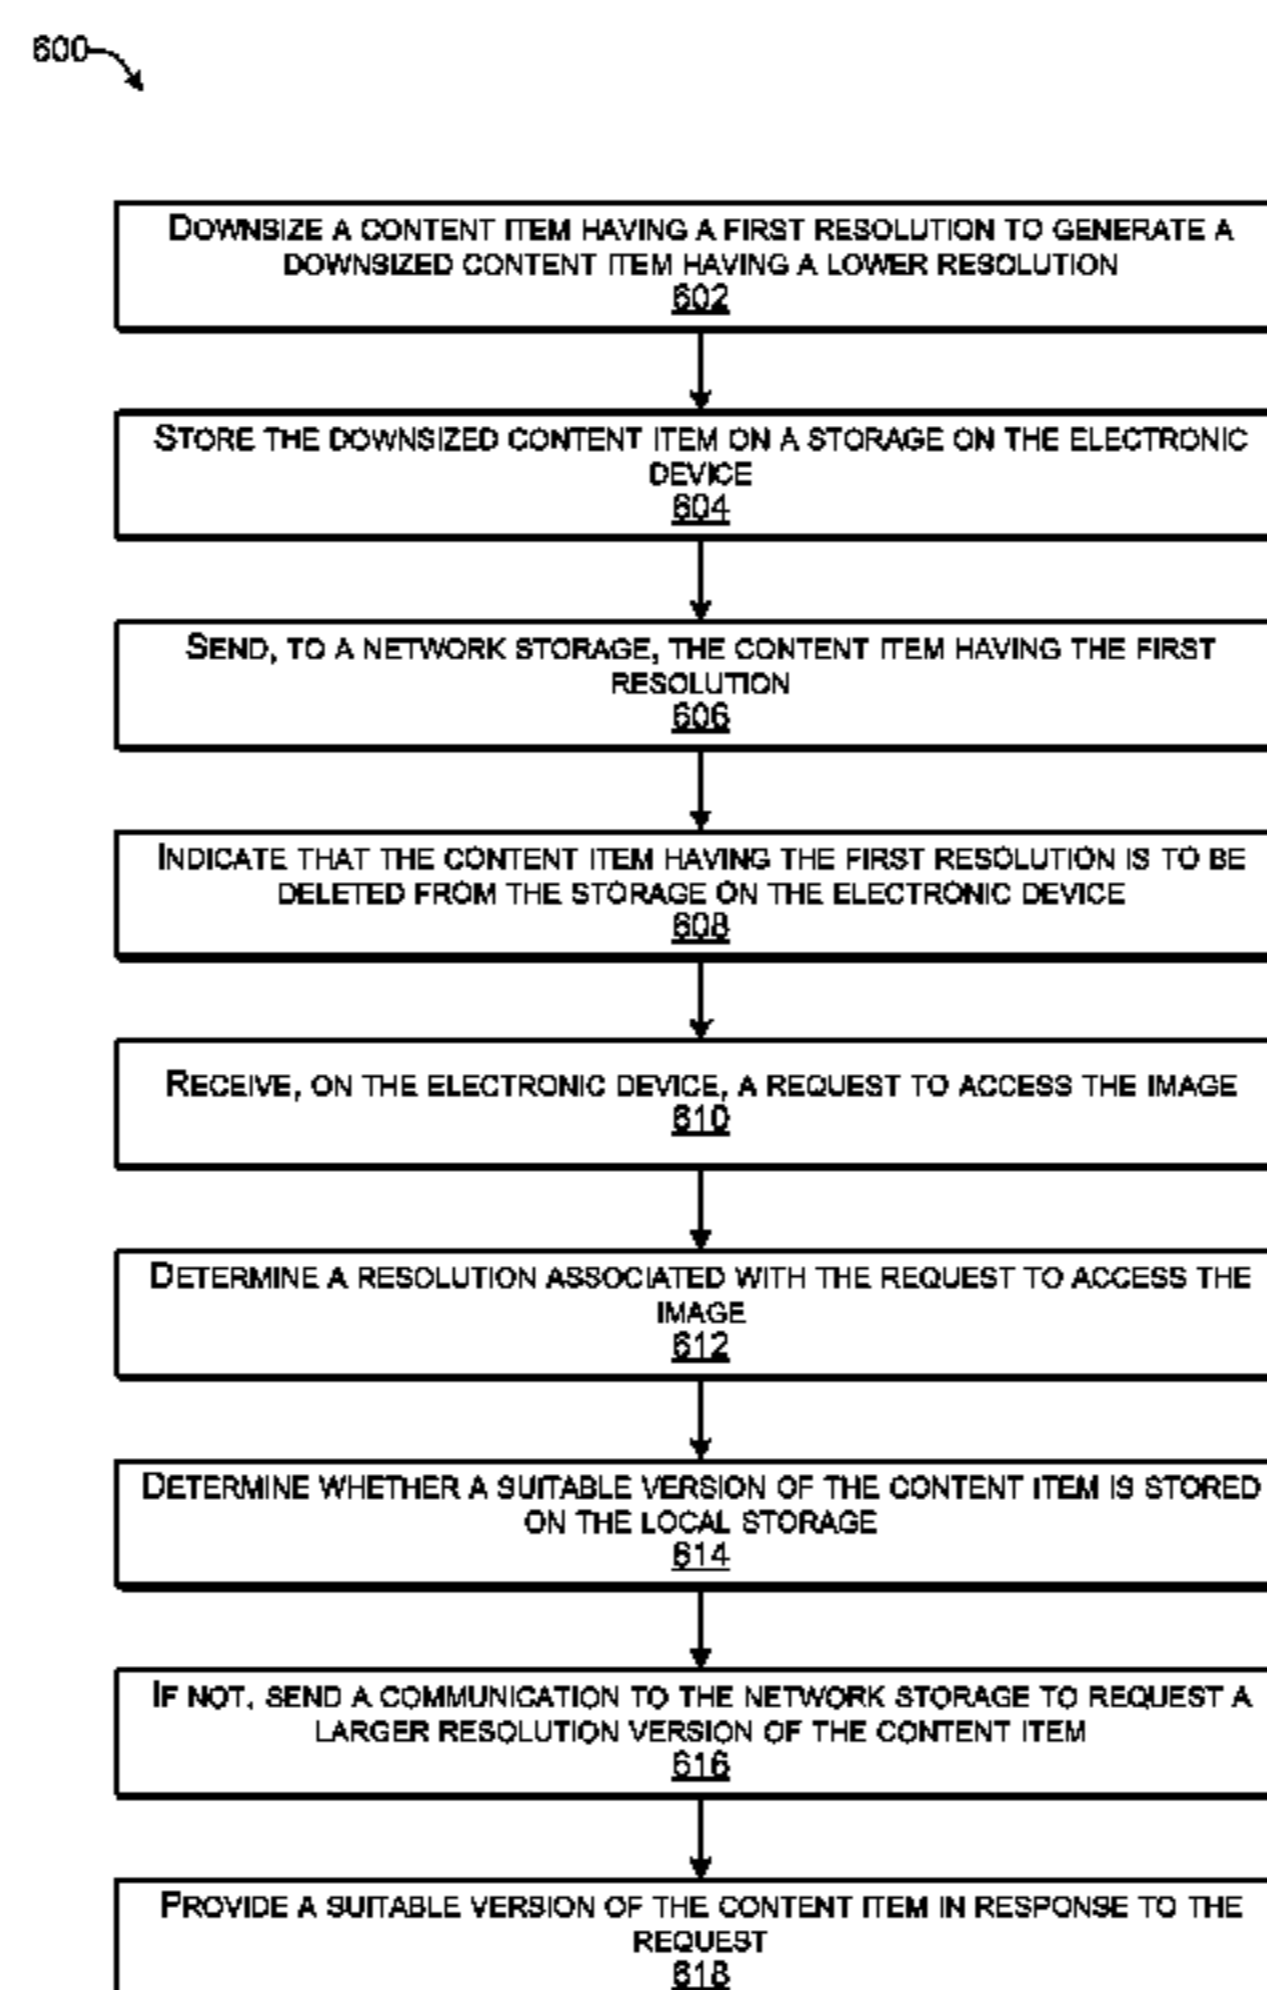 600
DOWNSIZE A CONTENT ITEM HAVING A FIRST RESOLUTION TO GENERATE A
DOWNSIZED CONTENT ITEM HAVING A LOWER RESOLUTION
602
STORE THE DOWNSIZED CONTENT ITEM ON A STORAGE ON THE ELECTRONIC
DEVICE
604
SEND, TO A NETWORK STORAGE, THE CONTENT ITEM HAVING THE FIRST
RESOLUTION
606
INDICATE THAT THE CONTENT ITEM HAVING THE FIRST RESOLUTION IS TO BE
DELETED FROM THE STORAGE ON THE ELECTRONIC DEVICE
608
RECEIVE, ON THE ELECTRONIC DEVICE, A REQUEST TO ACCESS THE IMAGE
610
DETERMINE A RESOLUTION ASSOCIATED WITH THE REQUEST TO ACCESS THE
IMAGE
612
DETERMINE WHETHER A SUITABLE VERSION OF THE CONTENT ITEM IS STORED
ON THE LOCAL STORAGE
614
IF NOT, SEND A COMMUNICATION TO THE NETWORK STORAGE TO REQUEST A
LARGER RESOLUTION VERSION OF THE CONTENT ITEM
616
PROVIDE A SUITABLE VERSION OF THE CONTENT ITEM IN RESPONSE TO THE
REQUEST
618